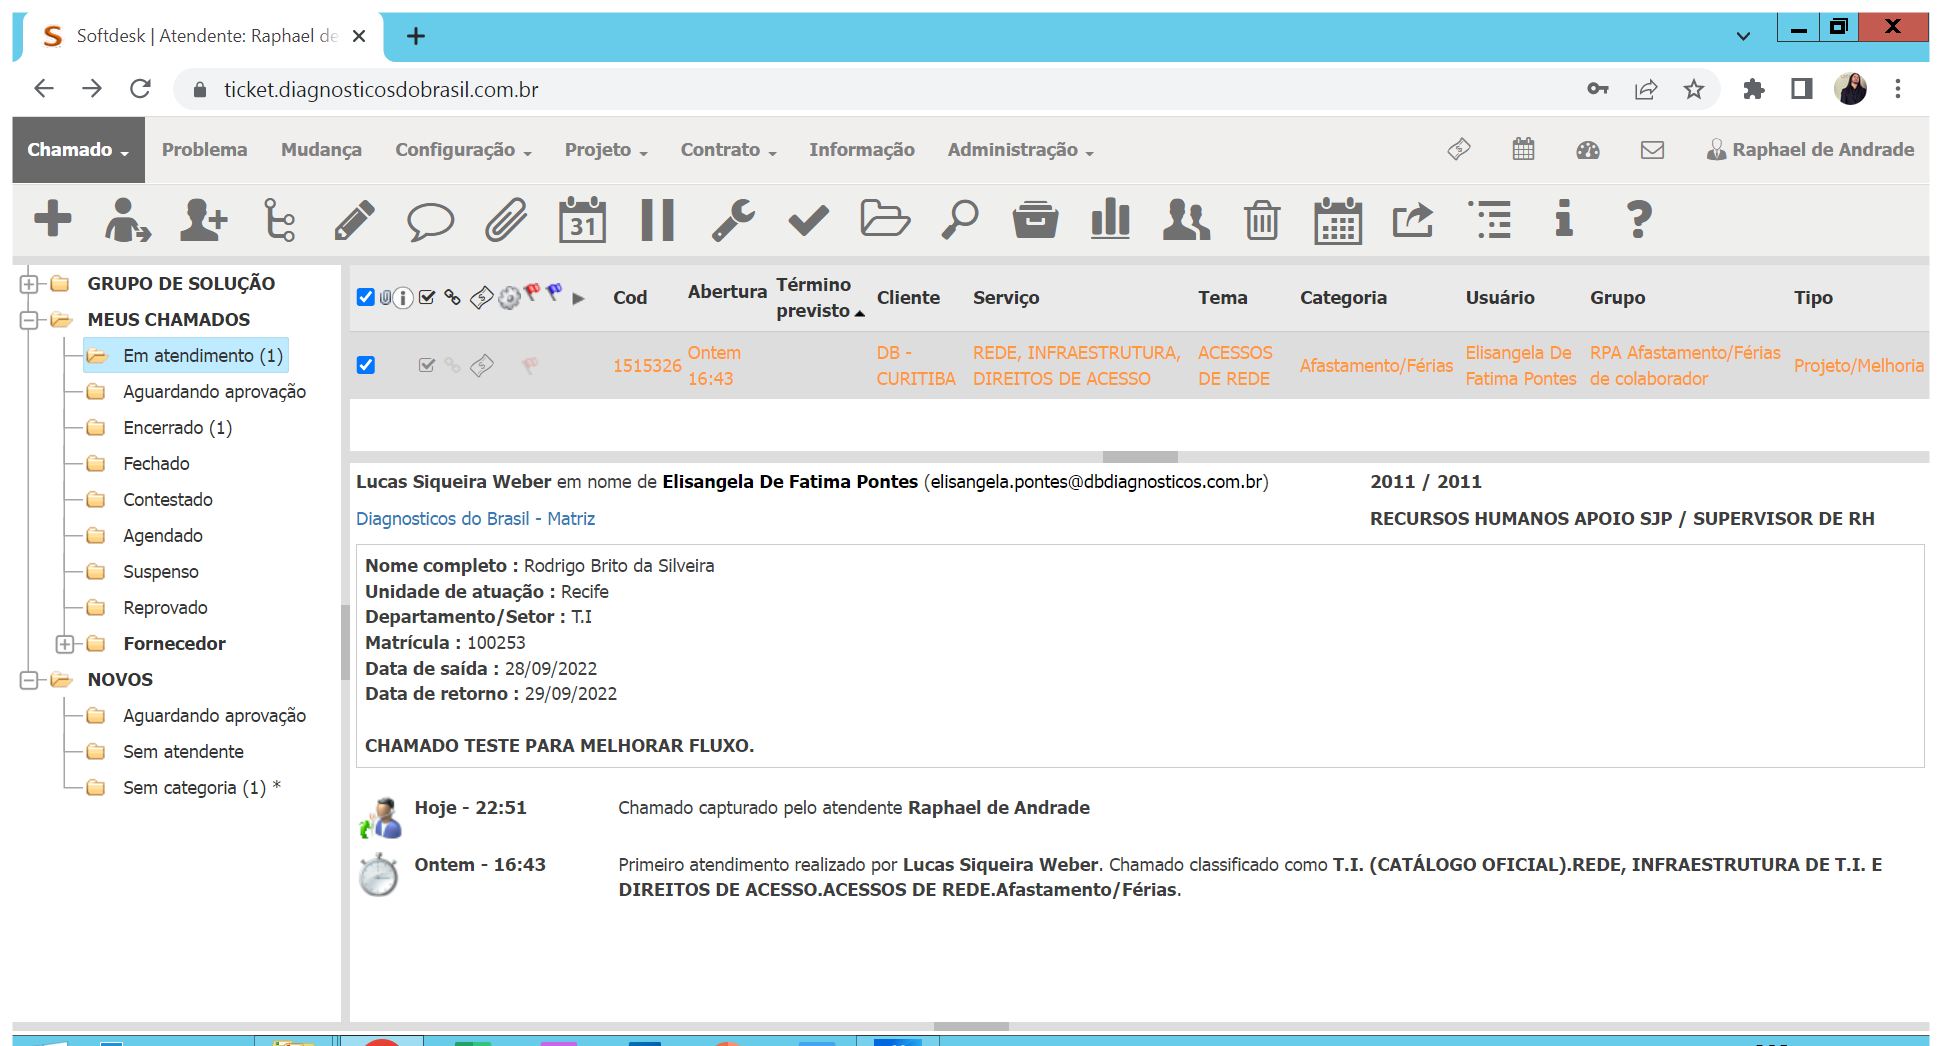 Softdesk | Atendente: Raphael de
ticket.diagnosticosdobrasil.com.br
Chamado Problema Mudança Configuração Projeto Contrato Informação Administração Raphael de Andrade
31
GRUPO DE SOLUÇÃO
MEUS CHAMADOS
Em atendimento (1)
Aguardando aprovação
Encerrado (1)
Fechado
Contestado
Agendado
Suspenso
Reprovado
Fornecedor
NOVOS
Aguardando aprovação
Sem atendente
Sem categoria (1) *
Cod Abertura Término previsto Cliente Serviço Tema Categoria Usuário Grupo Tipo
1515326 Ontem 16:43 DB - CURITIBA REDE, INFRAESTRUTURA, DIREITOS DE ACESSO ACESSOS DE REDE Afastamento/Férias Elisangela De Fatima Pontes RPA Afastamento/Férias de colaborador Projeto/Melhoria
Lucas Siqueira Weber em nome de Elisangela De Fatima Pontes (elisangela.pontes@dbdiagnosticos.com.br) 2011 / 2011
Diagnosticos do Brasil - Matriz RECURSOS HUMANOS APOIO SJP / SUPERVISOR DE RH
Nome completo : Rodrigo Brito da Silveira
Unidade de atuação : Recife
Departamento/Setor : T.I
Matrícula : 100253
Data de saída : 28/09/2022
Data de retorno : 29/09/2022
CHAMADO TESTE PARA MELHORAR FLUXO.
Hoje - 22:51 Chamado capturado pelo atendente Raphael de Andrade
Ontem - 16:43 Primeiro atendimento realizado por Lucas Siqueira Weber. Chamado classificado como T.I. (CATÁLOGO OFICIAL).REDE, INFRAESTRUTURA DE T.I. E
DIREITOS DE ACESSO.ACESSOS DE REDE.Afastamento/Férias.